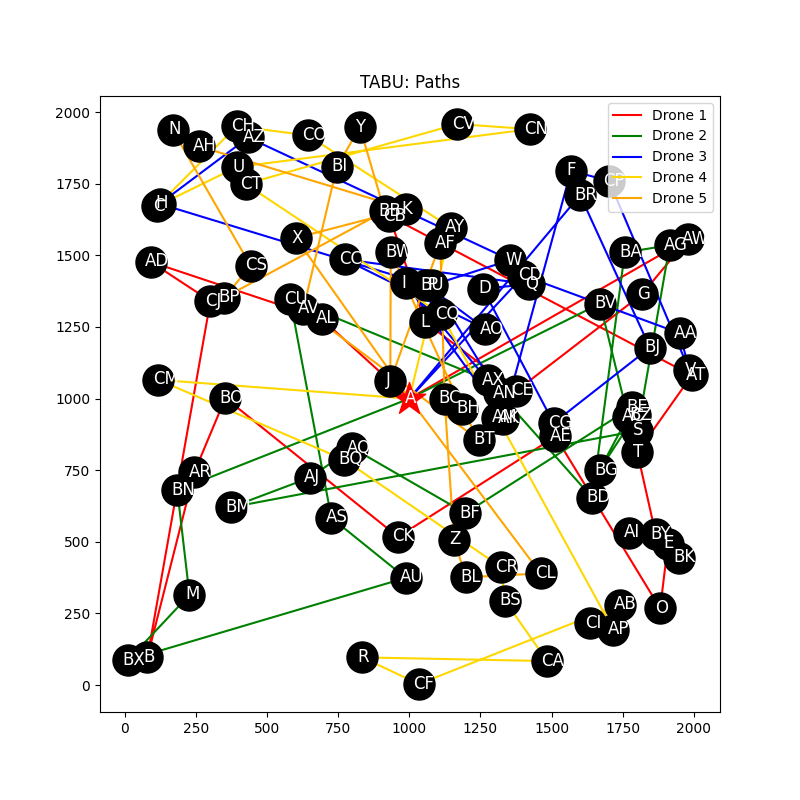 TABU: Paths
Drone 1
Drone 2
Drone 3
Drone 4
Drone 5
2000
1750
1500
1250
1000
750
500
250
0
0
250
500
750
1000
1250
1500
1750
2000
N
CH
AZ
AH
CO
Y
CV
CN
U
CT
BI
F
BR
CP
K
CB
AY
AF
X
BW
W
CD
Q
BA
AG
AW
AD
CS
CJ
BP
I
D
G
BV
CU
AV
AL
L
CQ
AO
AA
BJ
V
AT
CM
BO
J
A
AX
AN
CE
BC
BH
BT
CG
AE
BE
BZ
S
T
AR
BN
BM
AJ
AQ
BQ
AS
BF
Z
BG
BD
CK
AI
BY
E
BK
M
AU
BL
CR
CL
BS
AB
O
CI
AP
BX
B
R
CF
CA